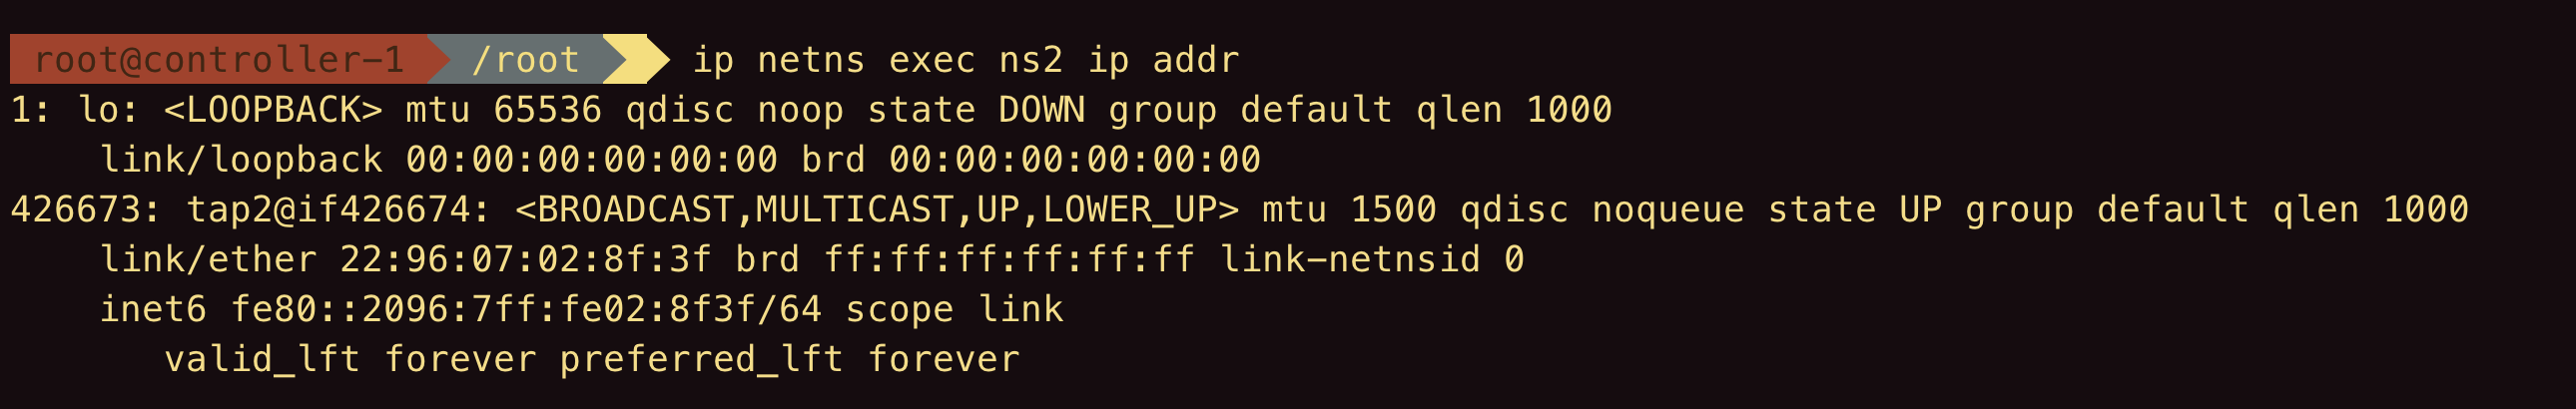 root@controller-1 /root ip netns exec ns2 ip addr
1: lo: <LOOPBACK> mtu 65536 qdisc noop state DOWN group default qlen 1000
link/loopback 00:00:00:00:00:00 brd 00:00:00:00:00:00
426673: tap2@if426674: <BROADCAST,MULTICAST,UP,LOWER_UP> mtu 1500 qdisc noqueue state UP group default qlen 1000
link/ether 22:96:07:02:8f:3f brd ff:ff:ff:ff:ff:ff link-netnsid 0
inet6 fe80::2096:7ff:fe02:8f3f/64 scope link
valid_lft forever preferred_lft forever